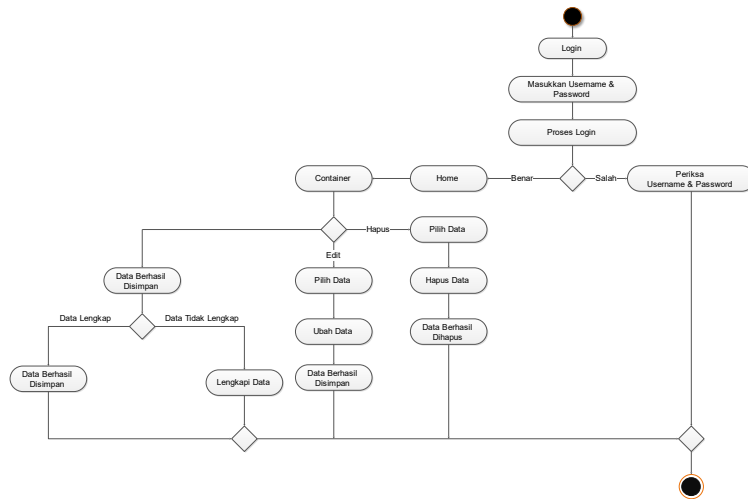 Login
Masukkan Username &
Password
Proses Login
Container
Home
Benar
Salah
Periksa
Username & Password
Hapus
Pilih Data
Edit
Data Berhasil
Disimpan
Pilih Data
Hapus Data
Data Lengkap
Data Tidak Lengkap
Ubah Data
Data Berhasil
Dihapus
Data Berhasil
Disimpan
Lengkapi Data
Data Berhasil
Disimpan